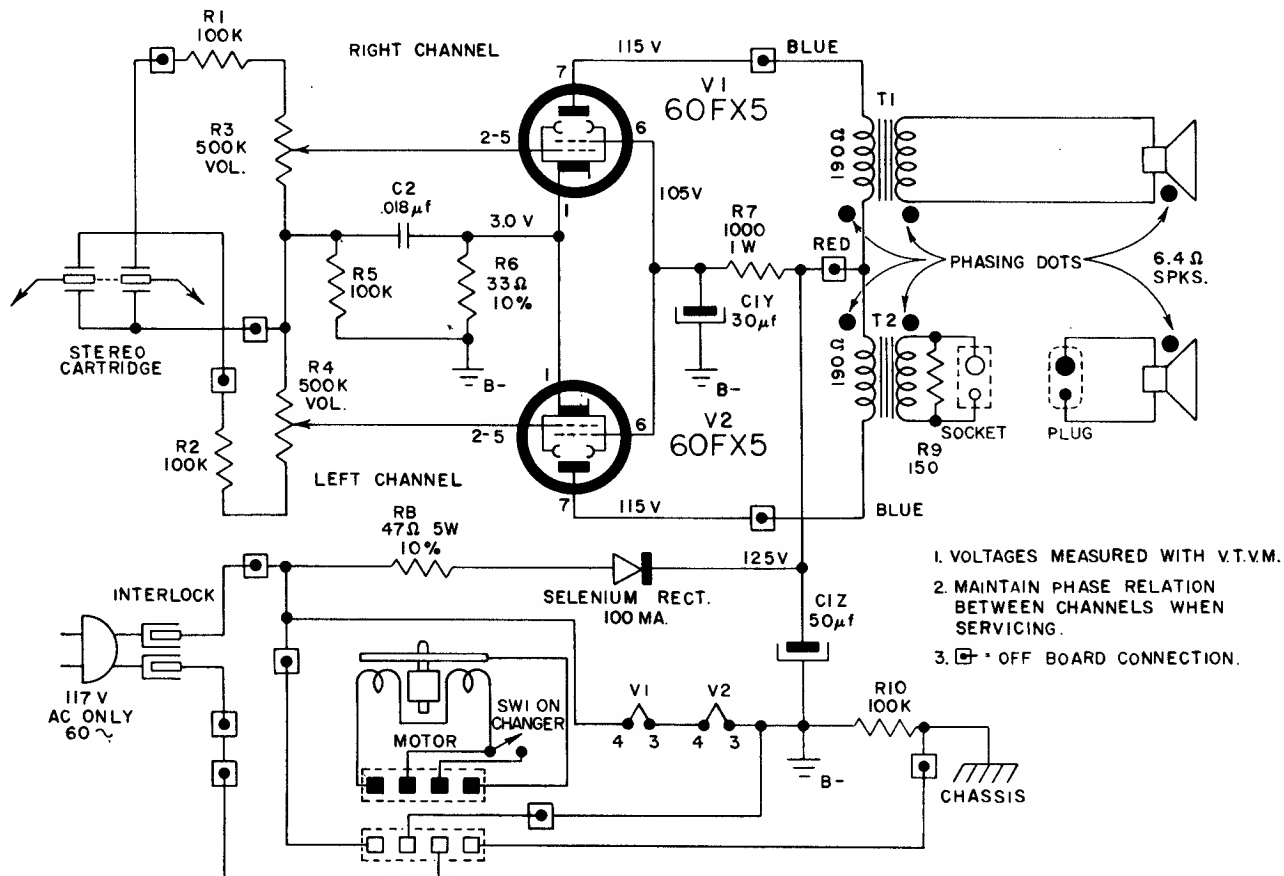 R1
100K
RIGHT CHANNEL
115V
BLUE
7
V1
60FX5
T1
R3
500K
VOL.
2-5
6
190Ω
C2
.018µf
3.0 V
1
105V
R7
1000
1W
RED
PHASING DOTS
6.4Ω
SPKS.
R5
100K
R6
33Ω
10%
C1Y
30µf
B-
B-
STEREO
CARTRIDGE
R4
500K
VOL.
1
V2
60FX5
2-5
6
T2
190Ω
R9
150
SOCKET
PLUG
R2
100K
LEFT CHANNEL
7
115V
BLUE
R8
47Ω 5W
10%
125V
SELENIUM RECT.
100 MA.
C1Z
50µf
1. VOLTAGES MEASURED WITH V.T.V.M.
2. MAINTAIN PHASE RELATION
BETWEEN CHANNELS WHEN
SERVICING.
3. = OFF BOARD CONNECTION.
INTERLOCK
117V
AC ONLY
60~
MOTOR
SW1 ON
CHANGER
V1
V2
4
3
4
3
B-
R10
100K
CHASSIS